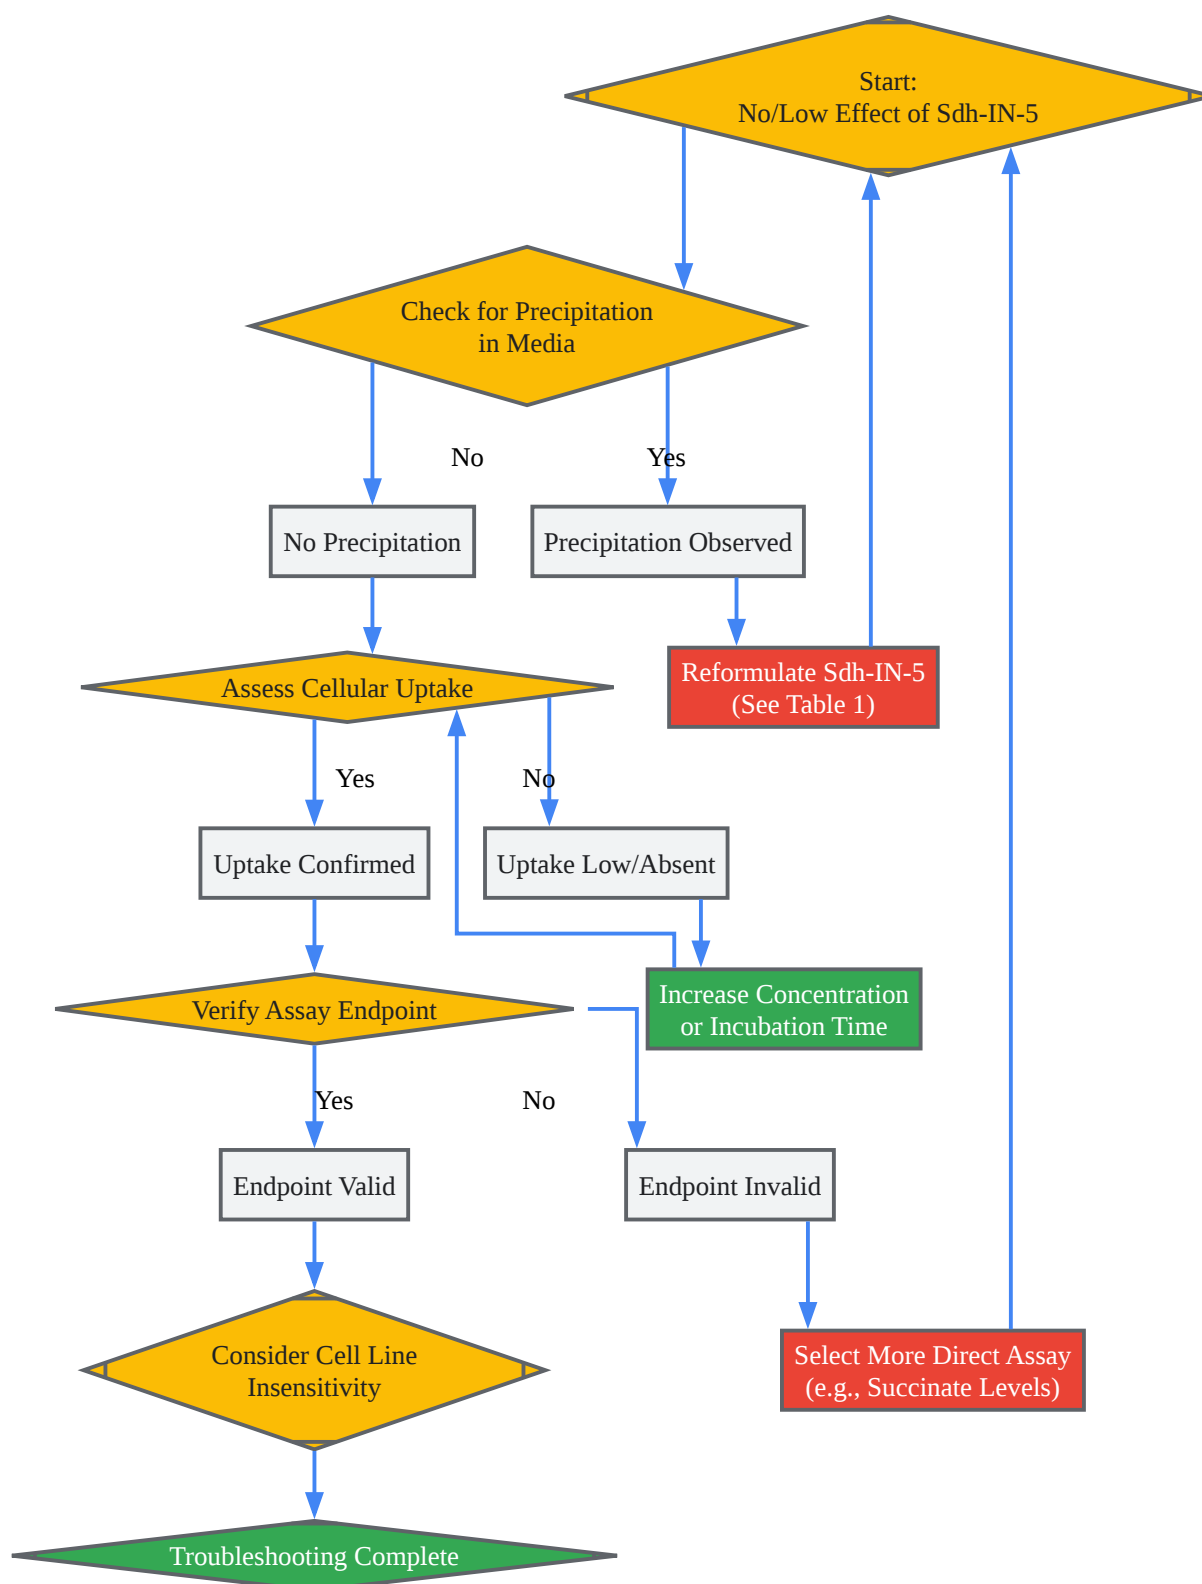 Start:
No/Low Effect of Sdh-IN-5
Check for Precipitation
in Media
No
Yes
No Precipitation
Precipitation Observed
Reformulate Sdh-IN-5
(See Table 1)
Assess Cellular Uptake
Yes
No
Uptake Confirmed
Uptake Low/Absent
Increase Concentration
or Incubation Time
Verify Assay Endpoint
Yes
No
Endpoint Valid
Endpoint Invalid
Consider Cell Line
Insensitivity
Select More Direct Assay
(e.g., Succinate Levels)
Troubleshooting Complete